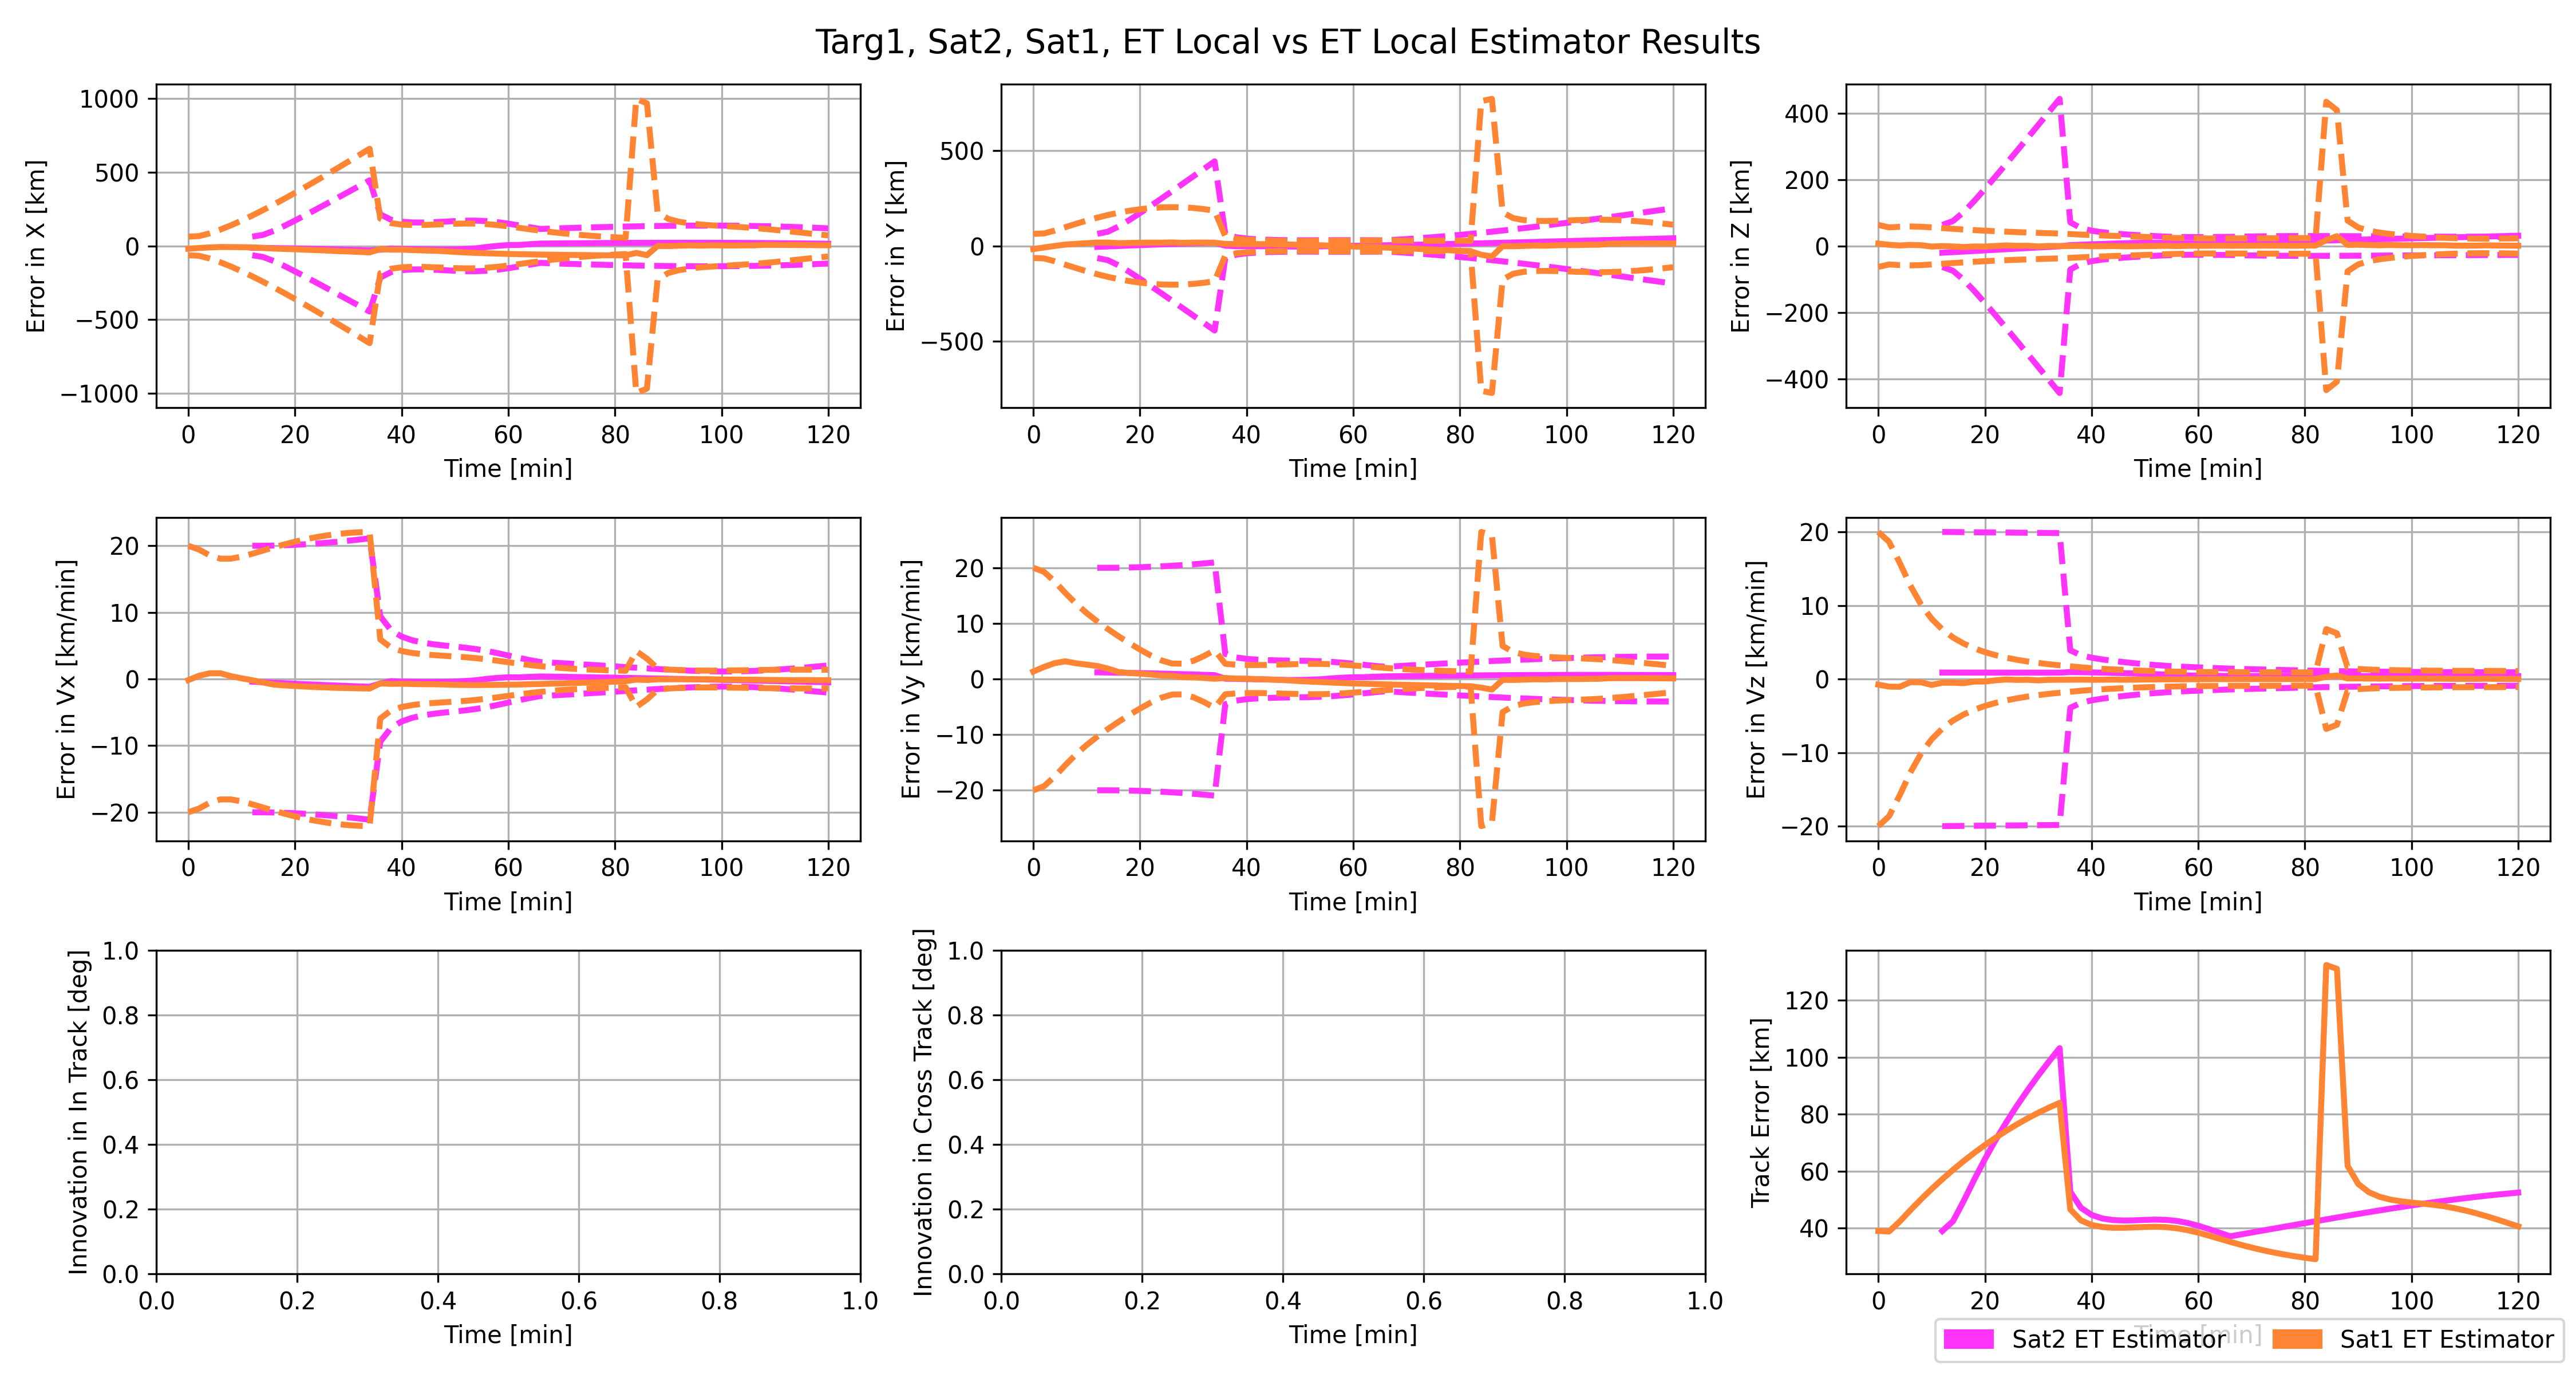 Targ1, Sat2, Sat1, ET Local vs ET Local Estimator Results
Error in X [km]
1000
500
0
−500
−1000
0 20 40 60 80 100 120
Time [min]
Error in Y [km]
500
0
−500
0 20 40 60 80 100 120
Time [min]
Error in Z [km]
400
200
0
−200
−400
0 20 40 60 80 100 120
Time [min]
Error in Vx [km/min]
20
10
0
−10
−20
0 20 40 60 80 100 120
Time [min]
Error in Vy [km/min]
20
10
0
−10
−20
0 20 40 60 80 100 120
Time [min]
Error in Vz [km/min]
20
10
0
−10
−20
0 20 40 60 80 100 120
Time [min]
Innovation in In Track [deg]
1.0
0.8
0.6
0.4
0.2
0.0
0.0 0.2 0.4 0.6 0.8 1.0
Time [min]
Innovation in Cross Track [deg]
1.0
0.8
0.6
0.4
0.2
0.0
0.0 0.2 0.4 0.6 0.8 1.0
Time [min]
Track Error [km]
120
100
80
60
40
0 20 40 60 80 100 120
Time [min]
Sat2 ET Estimator Sat1 ET Estimator